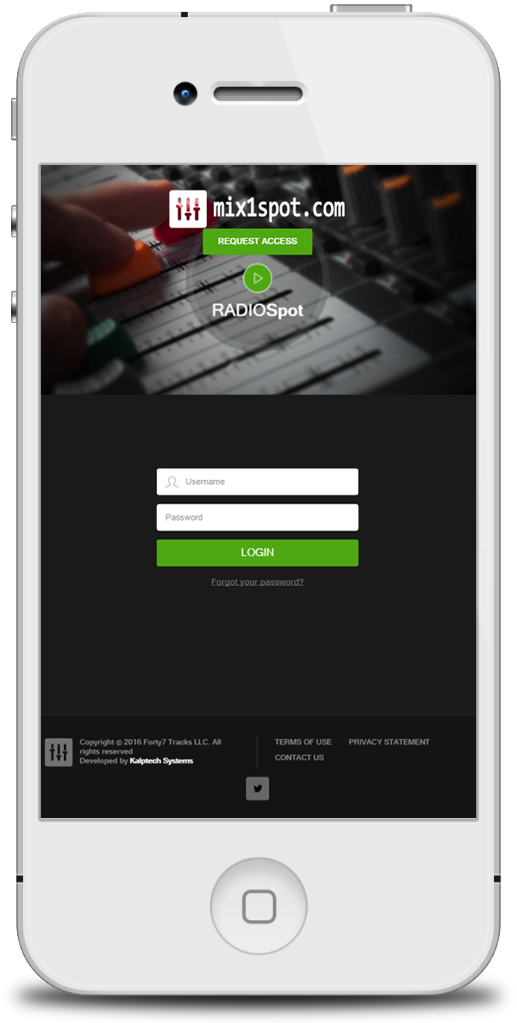 mix1spot.com
REQUEST ACCESS
RADIOSpot
Username
Password
LOGIN
Forgot your password?
Copyright © 2016 Forty7 Tracks LLC. All
rights reserved
Developed by Kalptech Systems
TERMS OF USE PRIVACY STATEMENT
CONTACT US